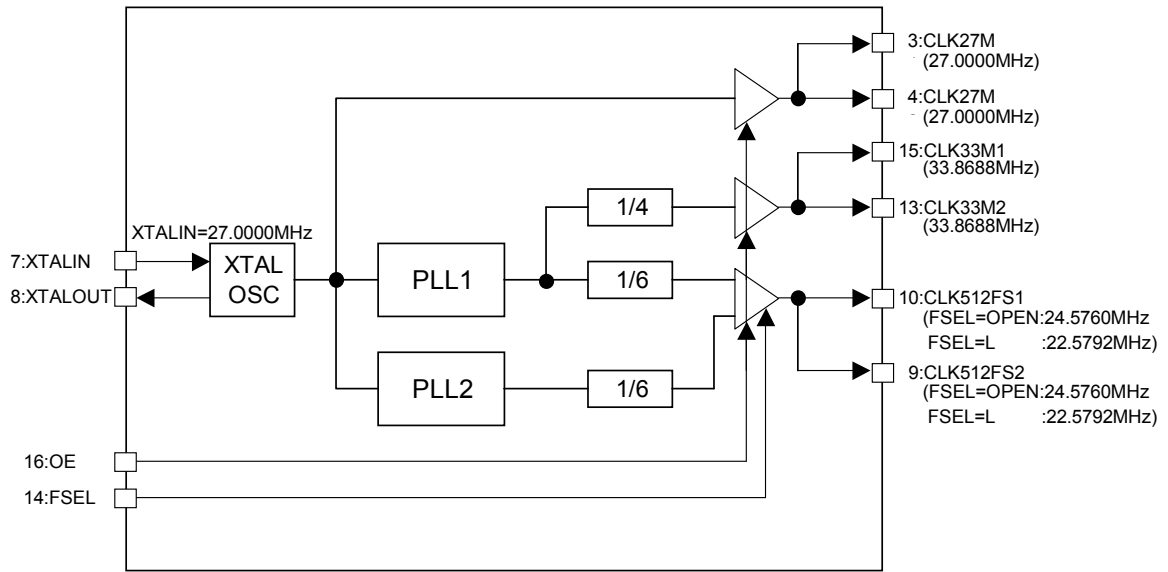 3:CLK27M
(27.0000MHz)
4:CLK27M
(27.0000MHz)
15:CLK33M1
(33.8688MHz)
1/4
13:CLK33M2
(33.8688MHz)
XTALIN=27.0000MHz
7:XTALIN
8:XTALOUT
XTAL
OSC
PLL1
1/6
10:CLK512FS1
(FSEL=OPEN:24.5760MHz
FSEL=L :22.5792MHz)
PLL2
1/6
9:CLK512FS2
(FSEL=OPEN:24.5760MHz
FSEL=L :22.5792MHz)
16:OE
14:FSEL